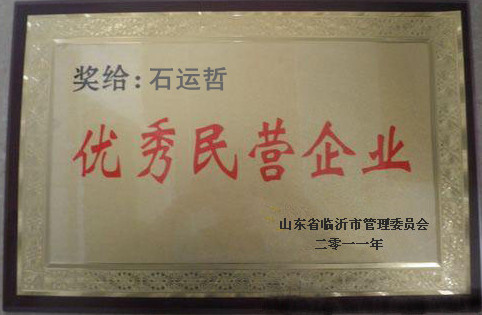 奖给:石运哲
优秀民营企业
山东省临沂市管理委员会
二零一一年